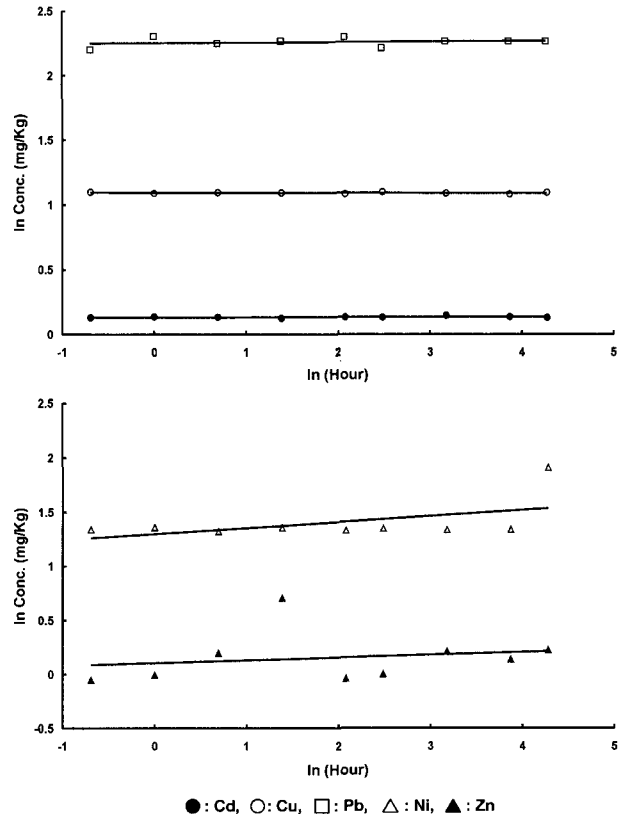 2.5
2
1.5
1
0.5
0
ln Conc. (mg/Kg)
-1 0 1 2 3 4 5
ln (Hour)
2.5
2
1.5
1
0.5
0
-0.5
ln Conc. (mg/Kg)
-1 0 1 2 3 4 5
ln (Hour)
●: Cd, ○: Cu, □: Pb, △: Ni, ▲: Zn